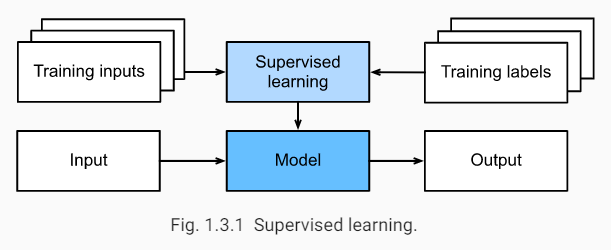 Training inputs
Supervised
learning
Training labels
Input
Model
Output
Fig. 1.3.1 Supervised learning.